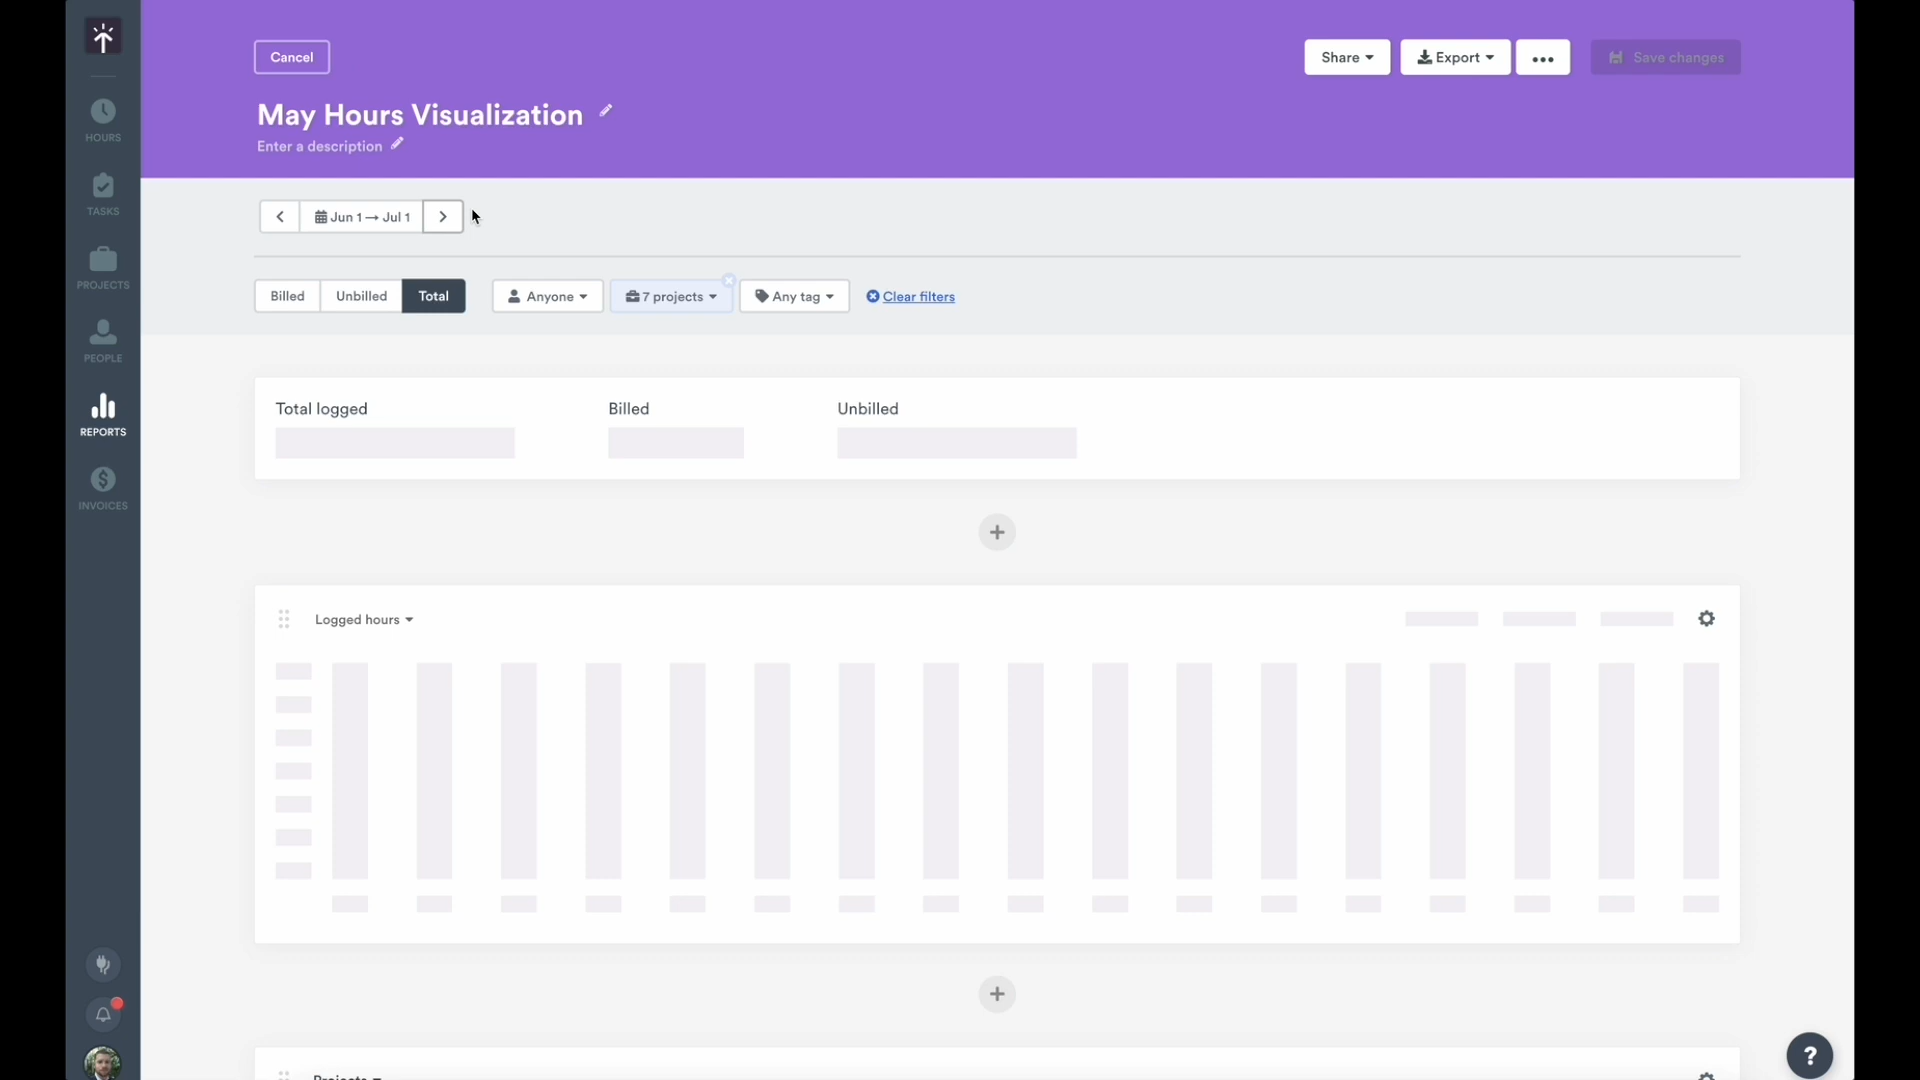 Cancel
Share
Export
Save changes
May Hours Visualization
Enter a description
HOURS
TASKS
PROJECTS
PEOPLE
REPORTS
INVOICES
Jun 1 → Jul 1
Billed
Unbilled
Total
Anyone
7 projects
Any tag
Clear filters
Total logged
Billed
Unbilled
Logged hours
Projects
?